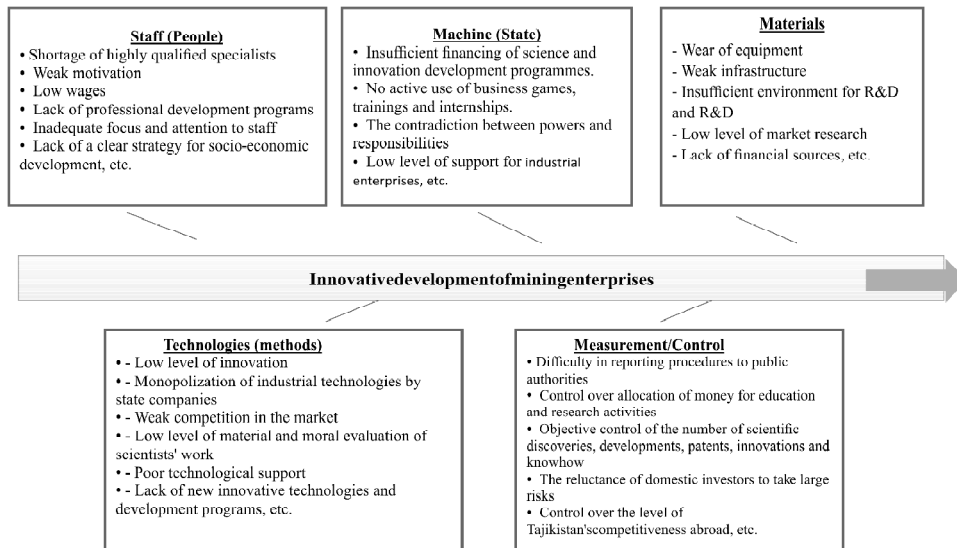 Staff (People)
• Shortage of highly qualified specialists
• Weak motivation
• Low wages
• Lack of professional development programs
• Inadequate focus and attention to staff
• Lack of a clear strategy for socio-economic
development, etc.
Machine (State)
• Insufficient financing of science and
innovation development programmes.
• No active use of business games,
trainings and internships.
• The contradiction between powers and
responsibilities
• Low level of support for industrial
enterprises, etc.
Materials
- Wear of equipment
- Weak infrastructure
- Insufficient environment for R&D
and R&D
- Low level of market research
- Lack of financial sources, etc.
Innovativedevelopmentofminingenterprises
Technologies (methods)
• - Low level of innovation
• - Monopolization of industrial technologies by
state companies
• - Weak competition in the market
• - Low level of material and moral evaluation of
scientists' work
• - Poor technological support
• - Lack of new innovative technologies and
development programs, etc.
Measurement/Control
• Difficulty in reporting procedures to public
authorities
• Control over allocation of money for education
and research activities
• Objective control of the number of scientific
discoveries, developments, patents, innovations and
knowhow
• The reluctance of domestic investors to take large
risks
• Control over the level of
Tajikistan'scompetitiveness abroad, etc.